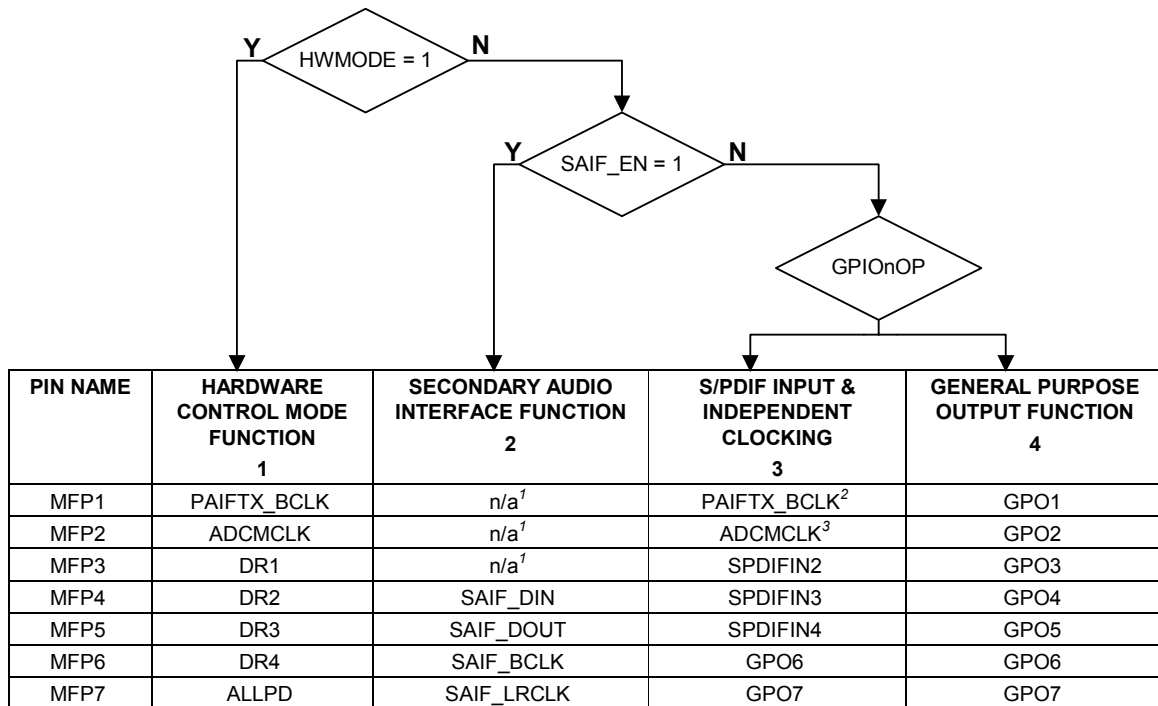 Y
HWMODE = 1
N
Y
SAIF_EN = 1
N
GPIOnOP
PIN NAME
HARDWARE
CONTROL MODE
FUNCTION
1
SECONDARY AUDIO
INTERFACE FUNCTION
2
S/PDIF INPUT &
INDEPENDENT
CLOCKING
3
GENERAL PURPOSE
OUTPUT FUNCTION
4
MFP1 PAIFTX_BCLK n/a¹ PAIFTX_BCLK² GPO1
MFP2 ADCMCLK n/a¹ ADCMCLK³ GPO2
MFP3 DR1 n/a¹ SPDIFIN2 GPO3
MFP4 DR2 SAIF_DIN SPDIFIN3 GPO4
MFP5 DR3 SAIF_DOUT SPDIFIN4 GPO5
MFP6 DR4 SAIF_BCLK GPO6 GPO6
MFP7 ALLPD SAIF_LRCLK GPO7 GPO7